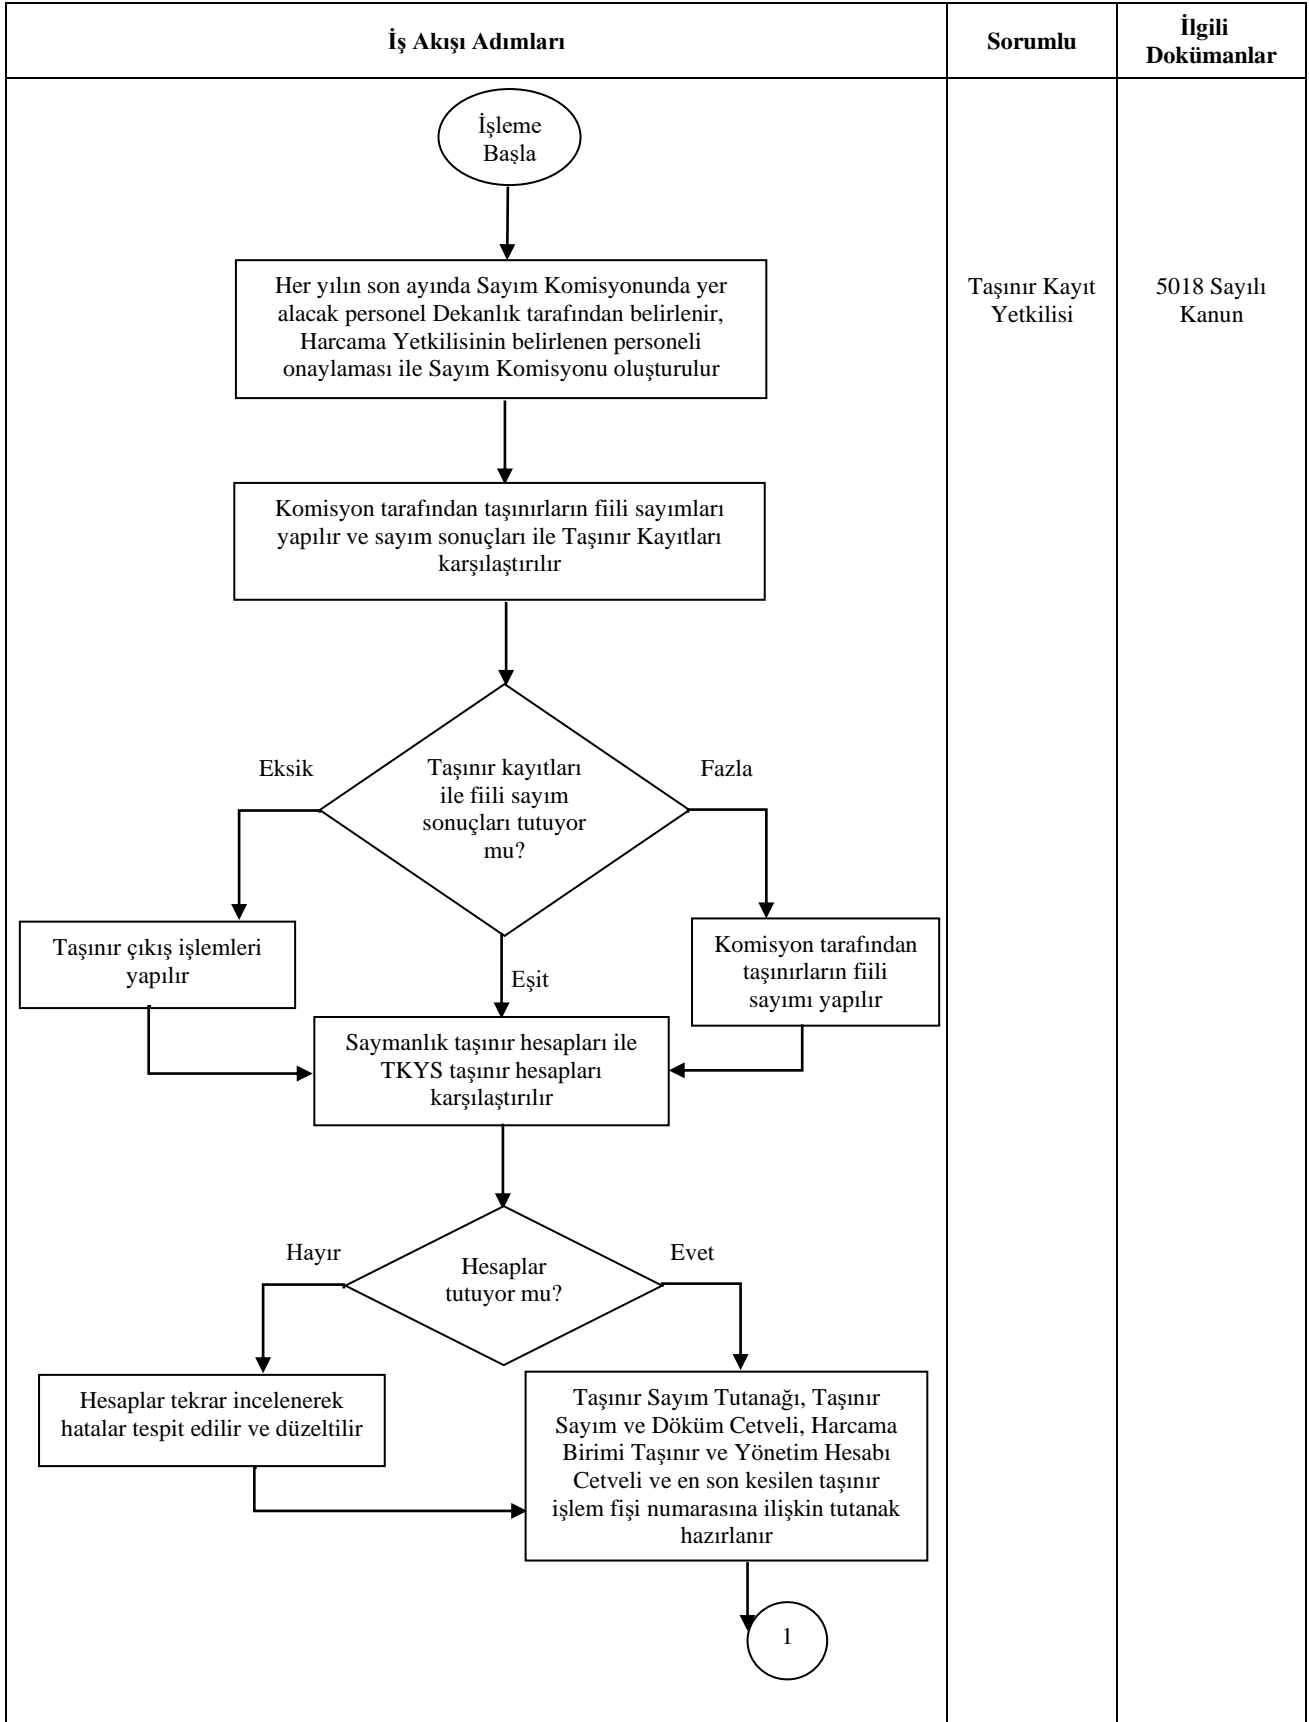 İş Akışı Adımları
Sorumlu
İlgili
Dokümanlar
İşleme
Başla
Her yılın son ayında Sayım Komisyonunda yer
alacak personel Dekanlık tarafından belirlenir,
Harcama Yetkilisinin belirlenen personeli
onaylaması ile Sayım Komisyonu oluşturulur
Taşınır Kayıt
Yetkilisi
5018 Sayılı
Kanun
Komisyon tarafından taşınırların fiili sayımları
yapılır ve sayım sonuçları ile Taşınır Kayıtları
karşılaştırılır
Eksik
Taşınır kayıtları
ile fiili sayım
sonuçları tutuyor
mu?
Fazla
Taşınır çıkış işlemleri
yapılır
Eşit
Komisyon tarafından
taşınırların fiili
sayımı yapılır
Saymanlık taşınır hesapları ile
TKYS taşınır hesapları
karşılaştırılır
Hayır
Hesaplar
tutuyor mu?
Evet
Hesaplar tekrar incelenerek
hatalar tespit edilir ve düzeltilir
Taşınır Sayım Tutanağı, Taşınır
Sayım ve Döküm Cetveli, Harcama
Birimi Taşınır ve Yönetim Hesabı
Cetveli ve en son kesilen taşınır
işlem fişi numarasına ilişkin tutanak
hazırlanır
1